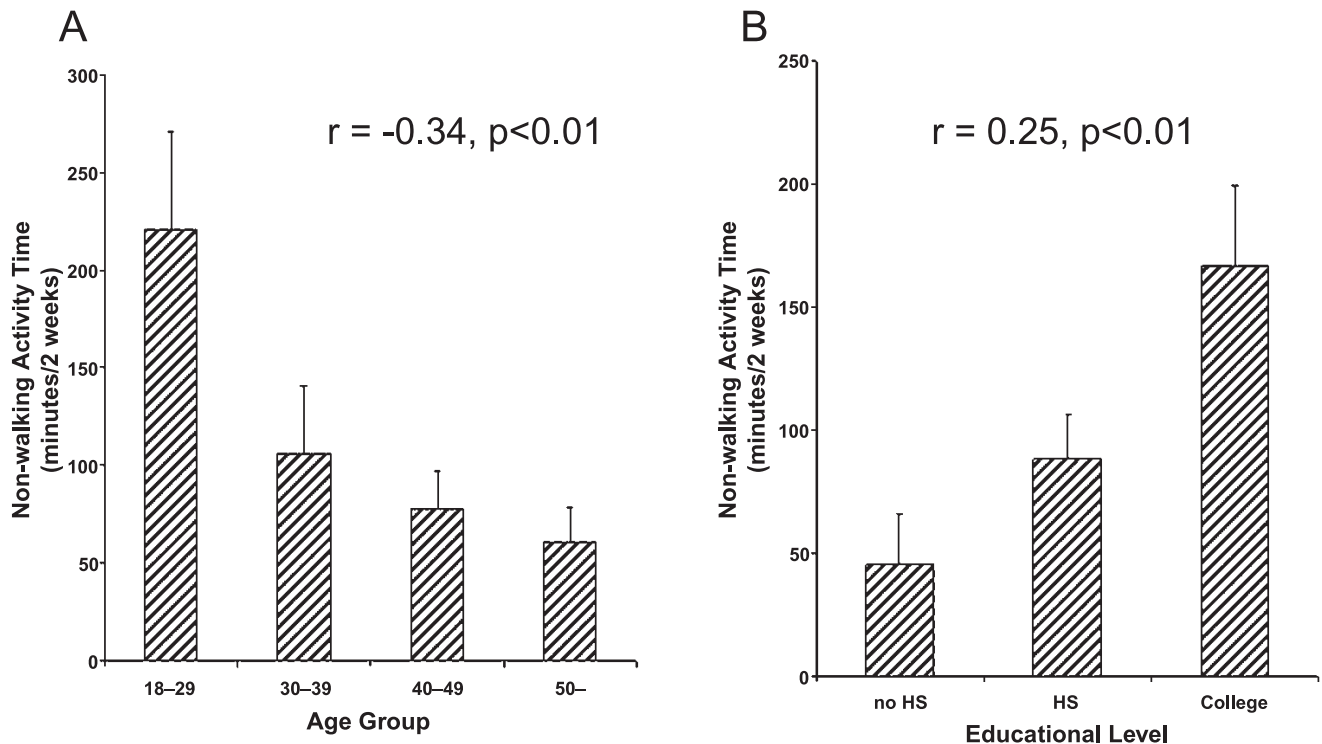 A
300
250
200
150
100
50
0
r = -0.34, p<0.01
Non-walking Activity Time
(minutes/2 weeks)
18–29
30–39
40–49
50–
Age Group
B
250
200
150
100
50
0
r = 0.25, p<0.01
Non-walking Activity Time
(minutes/2 weeks)
no HS
HS
College
Educational Level